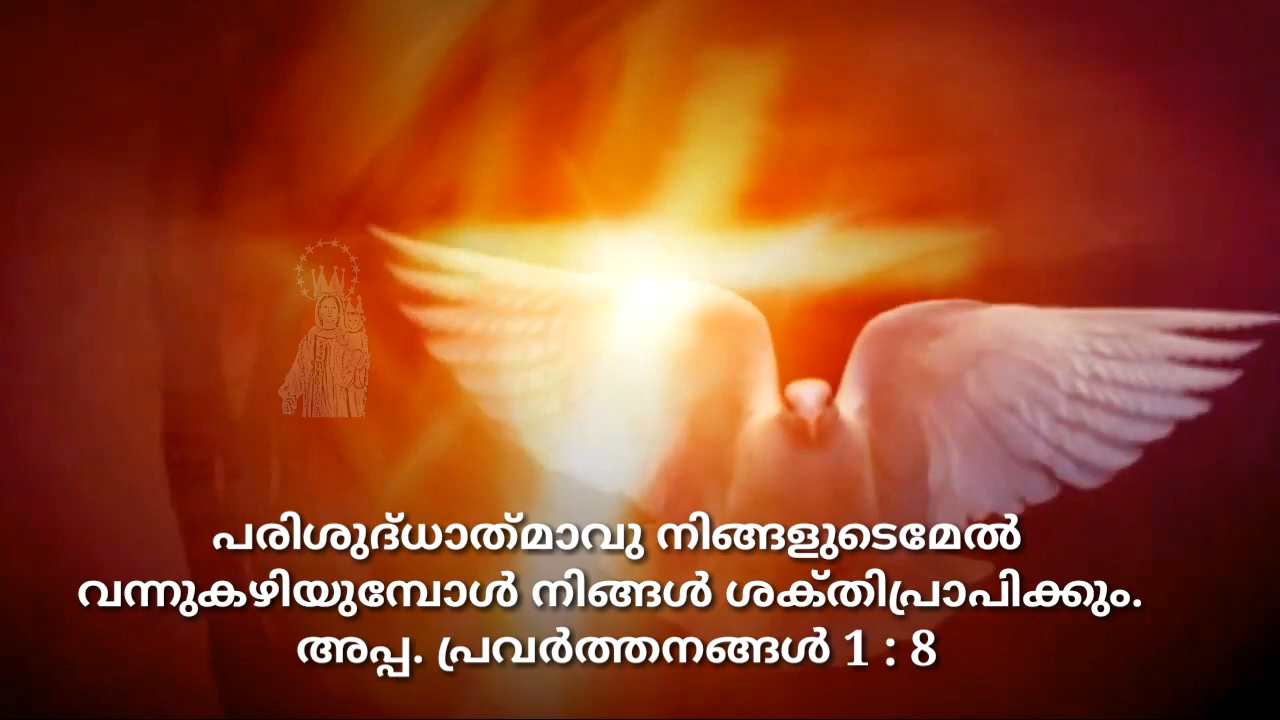 പരിശുദ്ധാത്‌മാവു നിങ്ങളുടെമേൽ
വന്നുകഴിയുമ്പോൾ നിങ്ങൾ ശക്‌തിപ്രാപിക്കും.
അപ്പ. പ്രവർത്തനങ്ങൾ 1 : 8